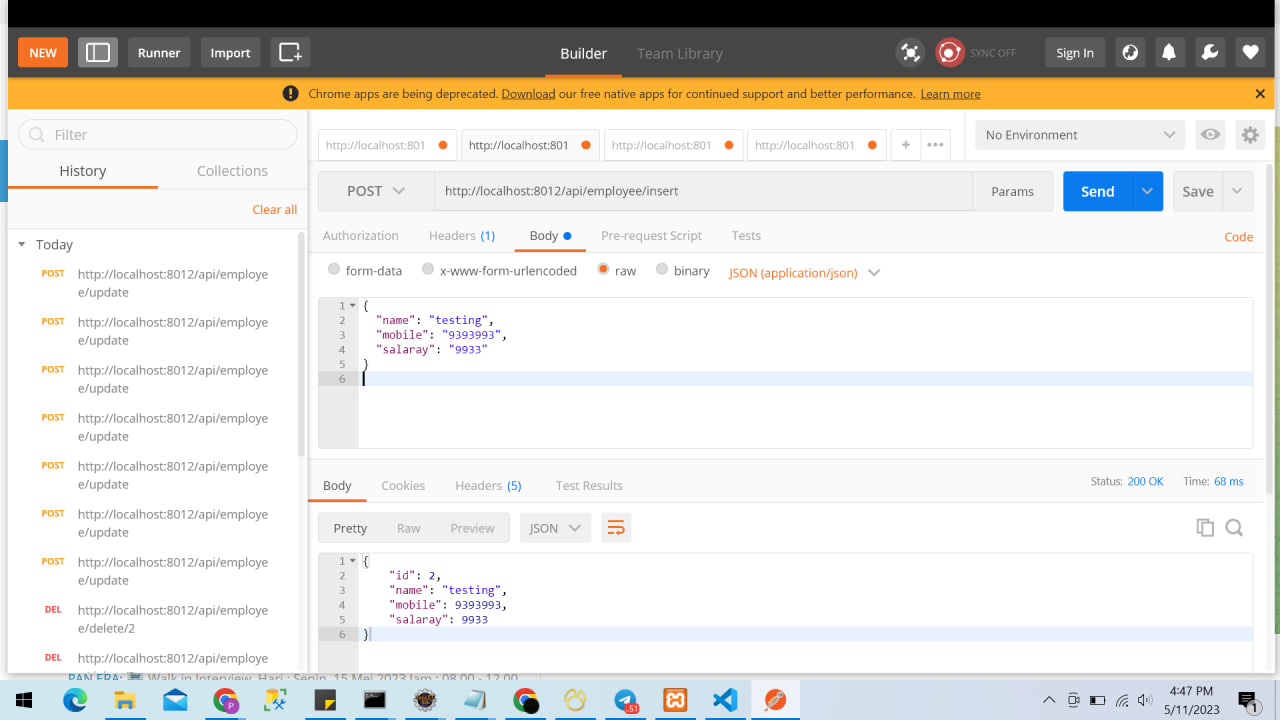 NEW Runner Import Builder Team Library SYNC OFF Sign In
Chrome apps are being deprecated. Download our free native apps for continued support and better performance. Learn more
Filter
History Collections
Clear all
Today
POST http://localhost:8012/api/employe
e/update
POST http://localhost:8012/api/employe
e/update
POST http://localhost:8012/api/employe
e/update
POST http://localhost:8012/api/employe
e/update
POST http://localhost:8012/api/employe
e/update
POST http://localhost:8012/api/employe
e/update
POST http://localhost:8012/api/employe
e/update
DEL http://localhost:8012/api/employe
e/delete/2
DEL http://localhost:8012/api/employe
http://localhost:801 http://localhost:801 http://localhost:801 http://localhost:801 + ••• No Environment
POST http://localhost:8012/api/employee/insert Params Send Save
Authorization Headers (1) Body Pre-request Script Tests Code
form-data x-www-form-urlencoded raw binary JSON (application/json)
1 {
2 "name": "testing",
3 "mobile": "9393993",
4 "salaray": "9933"
5 }
6
Body Cookies Headers (5) Test Results Status: 200 OK Time: 68 ms
Pretty Raw Preview JSON
1 {
2 "id": 2,
3 "name": "testing",
4 "mobile": 9393993,
5 "salaray": 9933
6 }
PAN ERA: Walk in Interview, Hari : Senin, 15 Mei 2023 Jam : 08.00 - 12.00
51 4:47 PM
5/11/2023 1